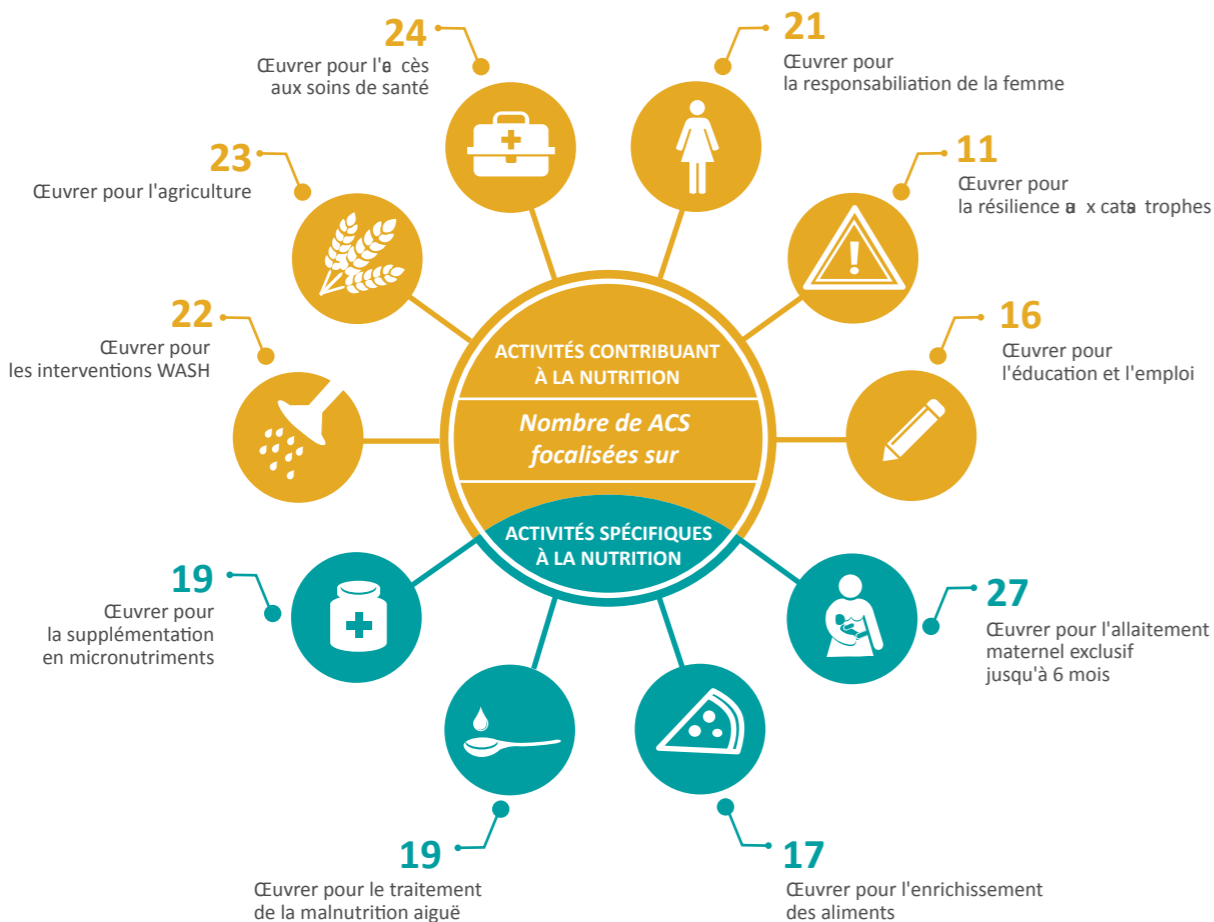 24
Œuvrer pour l'a cès
aux soins de santé
21
Œuvrer pour
la responsabiliation de la femme
23
Œuvrer pour l'agriculture
11
Œuvrer pour
la résilience a x cata trophes
22
Œuvrer pour
les interventions WASH
16
Œuvrer pour
l'éducation et l'emploi
ACTIVITÉS CONTRIBUANT
À LA NUTRITION
Nombre de ACS
focalisées sur
ACTIVITÉS SPÉCIFIQUES
À LA NUTRITION
19
Œuvrer pour
la supplémentation
en micronutriments
27
Œuvrer pour l'allaitement
maternel exclusif
jusqu'à 6 mois
19
Œuvrer pour le traitement
de la malnutrition aiguë
17
Œuvrer pour l'enrichissement
des aliments